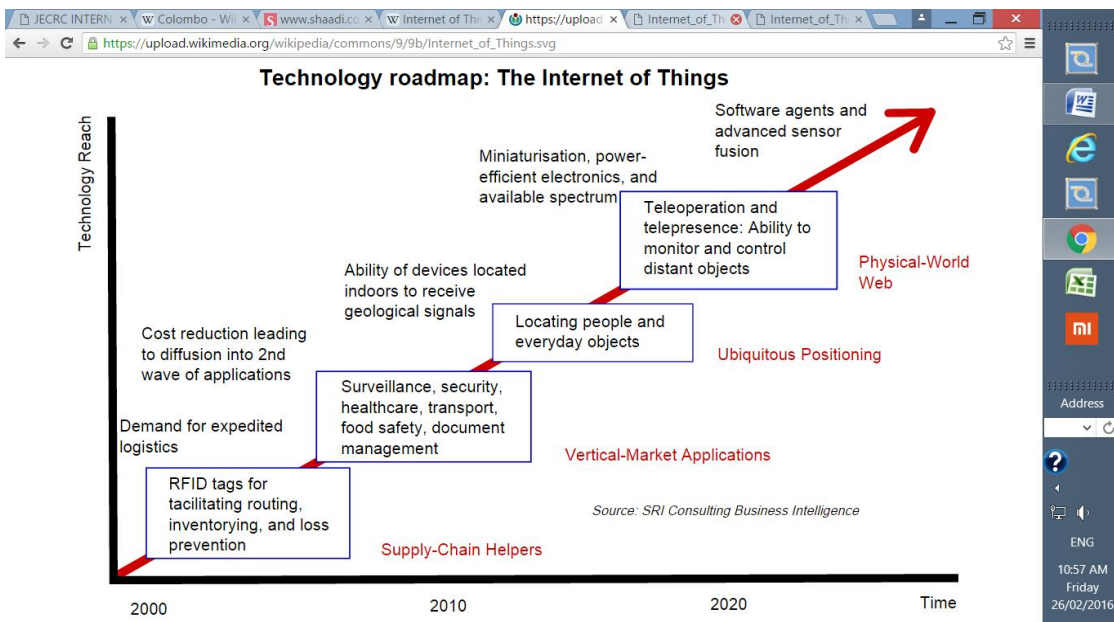 JECRC INTERN
Colombo - Wi
www.shaadi.co
Internet of Thin
https://upload
Internet_of_Th
Internet_of_Th
https://upload.wikimedia.org/wikipedia/commons/9/9b/Internet_of_Things.svg
Technology roadmap: The Internet of Things
Technology Reach
Software agents and
advanced sensor
fusion
Miniaturisation, power-
efficient electronics, and
available spectrum
Teleoperation and
telepresence: Ability to
monitor and control
distant objects
Physical-World
Web
Ability of devices located
indoors to receive
geological signals
Locating people and
everyday objects
Ubiquitous Positioning
Cost reduction leading
to diffusion into 2nd
wave of applications
Surveillance, security,
healthcare, transport,
food safety, document
management
Vertical-Market Applications
Demand for expedited
logistics
RFID tags for
tacilitating routing,
inventorying, and loss
prevention
Supply-Chain Helpers
Source: SRI Consulting Business Intelligence
2000
2010
2020
Time
Address
ENG
10:57 AM
Friday
26/02/2016